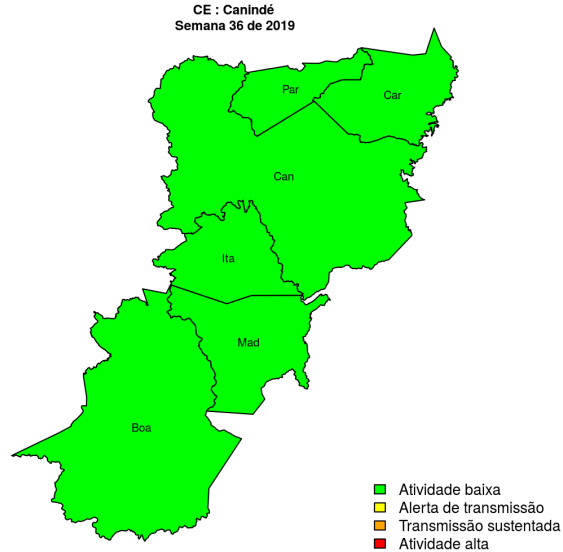 CE : Canindé
Semana 36 de 2019
Par
Car
Can
Ita
Mad
Boa
Atividade baixa
Alerta de transmissão
Transmissão sustentada
Atividade alta